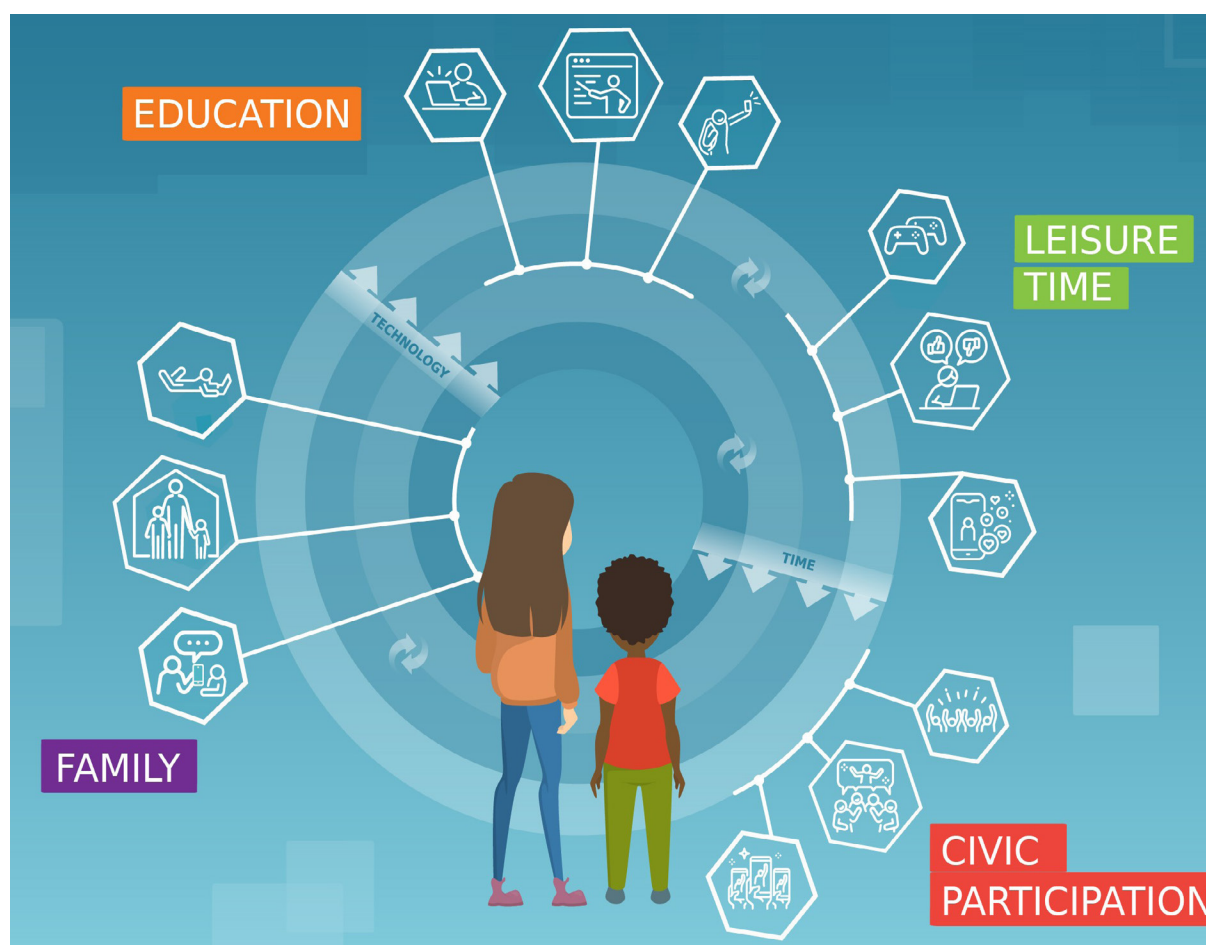 EDUCATION
LEISURE
TIME
TECHNOLOGY
TIME
FAMILY
CIVIC
PARTICIPATION